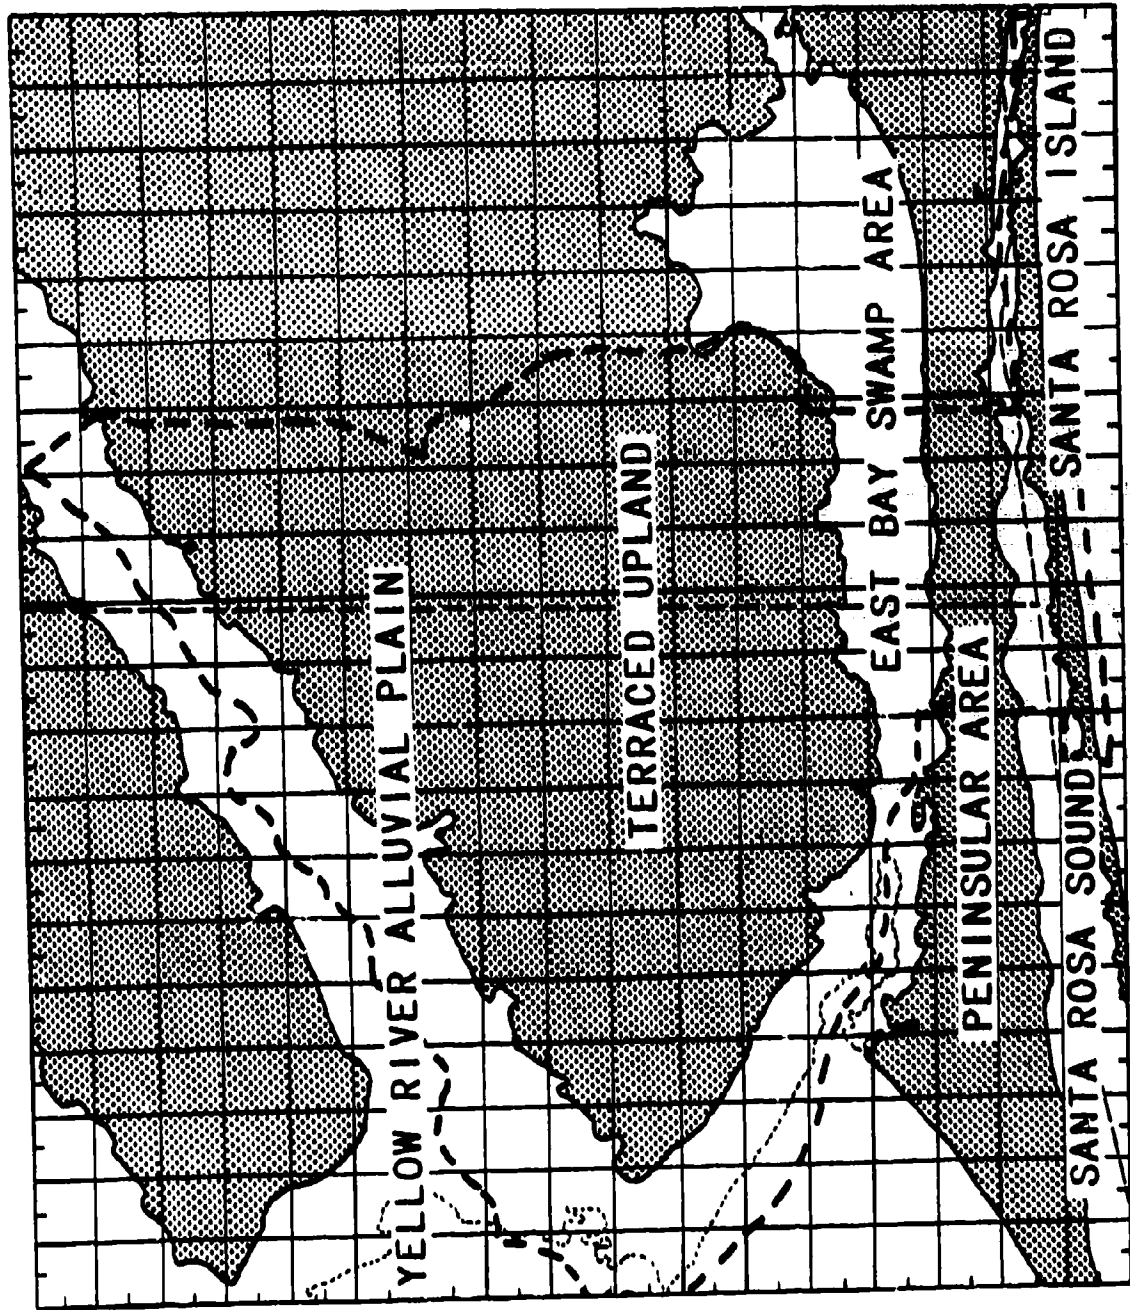 YELLOW RIVER ALLUVIAL PLAIN
TERRACED UPLAND
EAST BAY SWAMP AREA
PENINSULAR AREA
SANTA ROSA SOUND
SANTA ROSA ISLAND